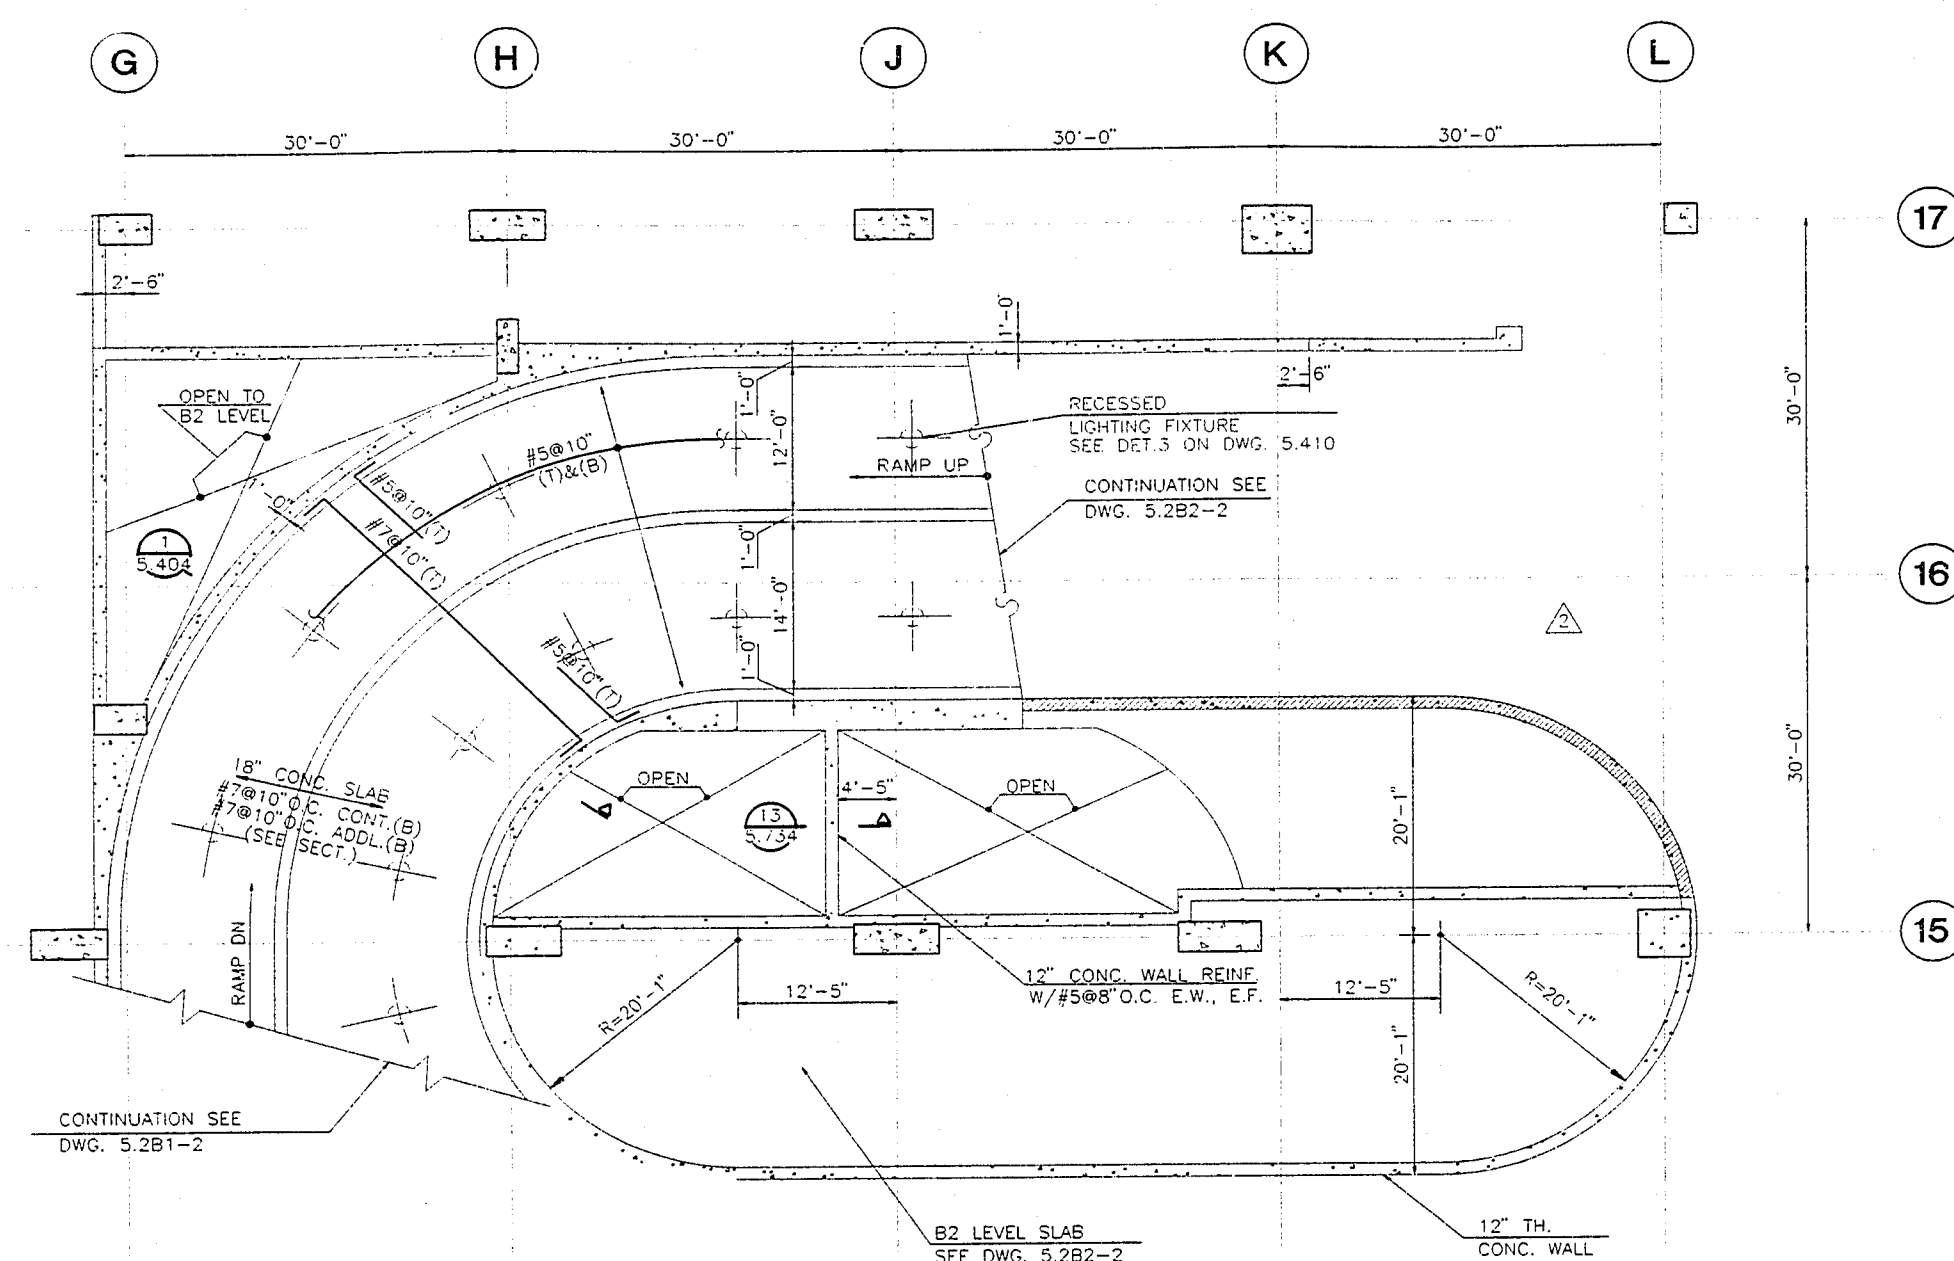 G
H
J
K
L
30'-0"
30'-0"
30'-0"
30'-0"
17
2'-6"
1'-0"
OPEN TO
B2 LEVEL
1'-0"
2'-6"
30'-0"
RECESSED
LIGHTING FIXTURE
SEE DET.3 ON DWG. 5.410
12'-0"
#5@10"
(T)&(B)
RAMP UP
CONTINUATION SEE
DWG. 5.2B2-2
1'-0"
#5@10"(T)
#7@10"(T)
1
5.404
1'-0"
16
14'-0"
2
#5@10"(T)
1'-0"
30'-0"
18" CONC. SLAB
#7@10"O.C. CONT.(B)
#7@10"O.C. ADDL.(B)
(SEE SECT.)
OPEN
4'-5"
OPEN
13
5.734
20'-1"
RAMP DN
15
12" CONC. WALL REINF.
W/#5@8"O.C. E.W., E.F.
12'-5"
12'-5"
R=20'-1"
R=20'-1"
20'-1"
CONTINUATION SEE
DWG. 5.2B1-2
B2 LEVEL SLAB
SEE DWG. 5.2B2-2
12" TH.
CONC. WALL